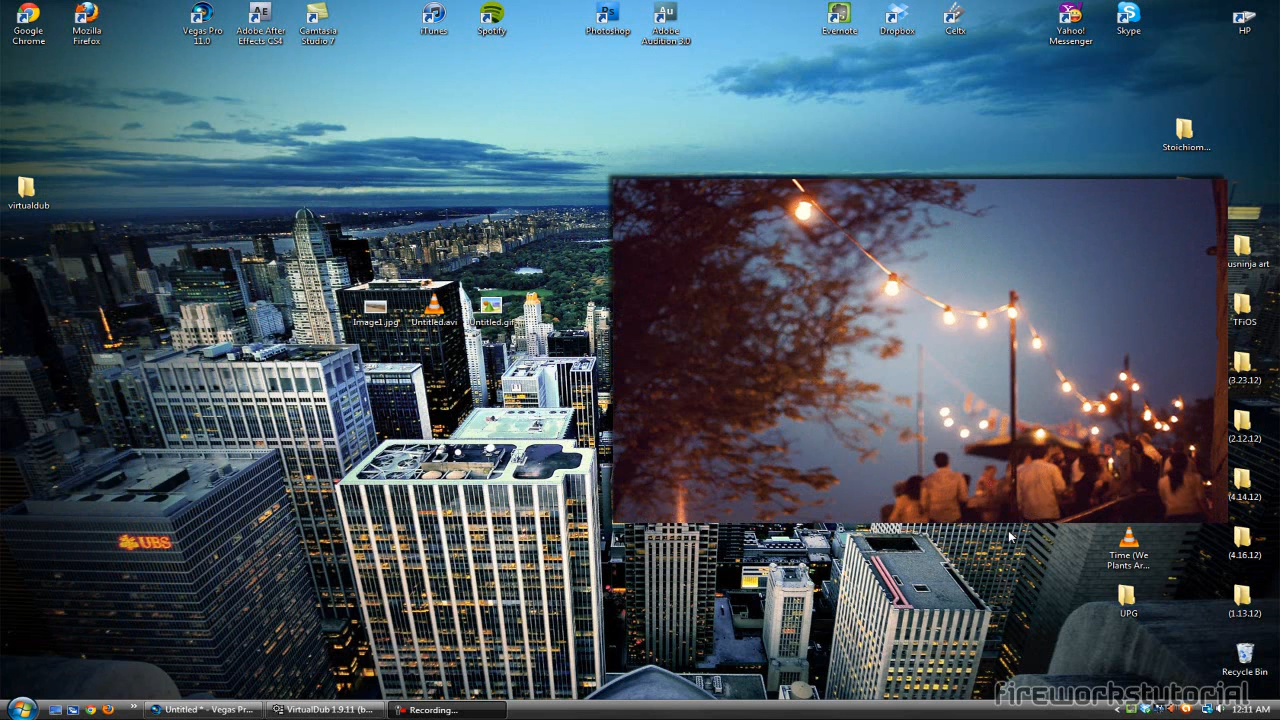 Google
Chrome
Mozilla
Firefox
Vegas Pro
11.0
Adobe After
Effects CS4
Camtasia
Studio 7
iTunes
Spotify
Photoshop
Adobe
Audition 3.0
Evernote
Dropbox
Celtx
Yahoo!
Messenger
Skype
HP
Stoichiom...
virtualdub
usninja art
Image1.jpg
Untitled.avi
Untitled.gif
TFiOS
(3.23.12)
(2.12.12)
(4.14.12)
UBS
Time (We
Plants Ar...
(4.16.12)
UPG
(1.13.12)
Recycle Bin
fireworkstutorial
Untitled * - Vegas Pr...
VirtualDub 1.9.11 (b...
Recording...
12:11 AM